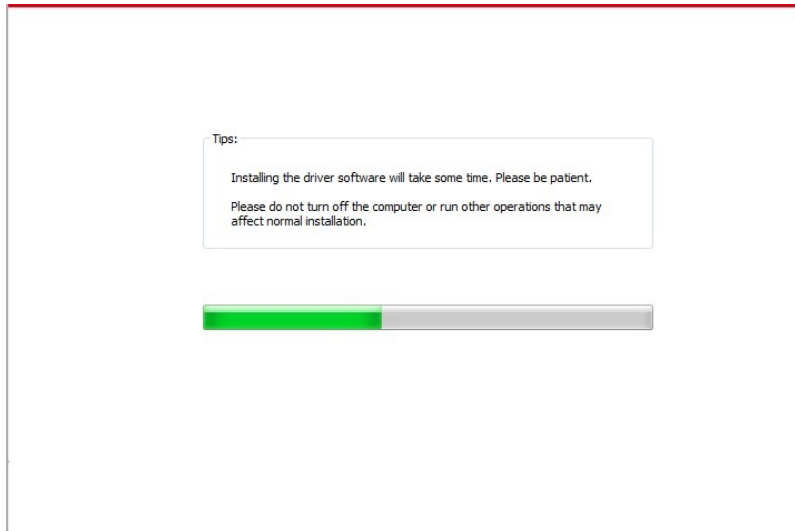 Tips:
Installing the driver software will take some time. Please be patient.
Please do not turn off the computer or run other operations that may
affect normal installation.